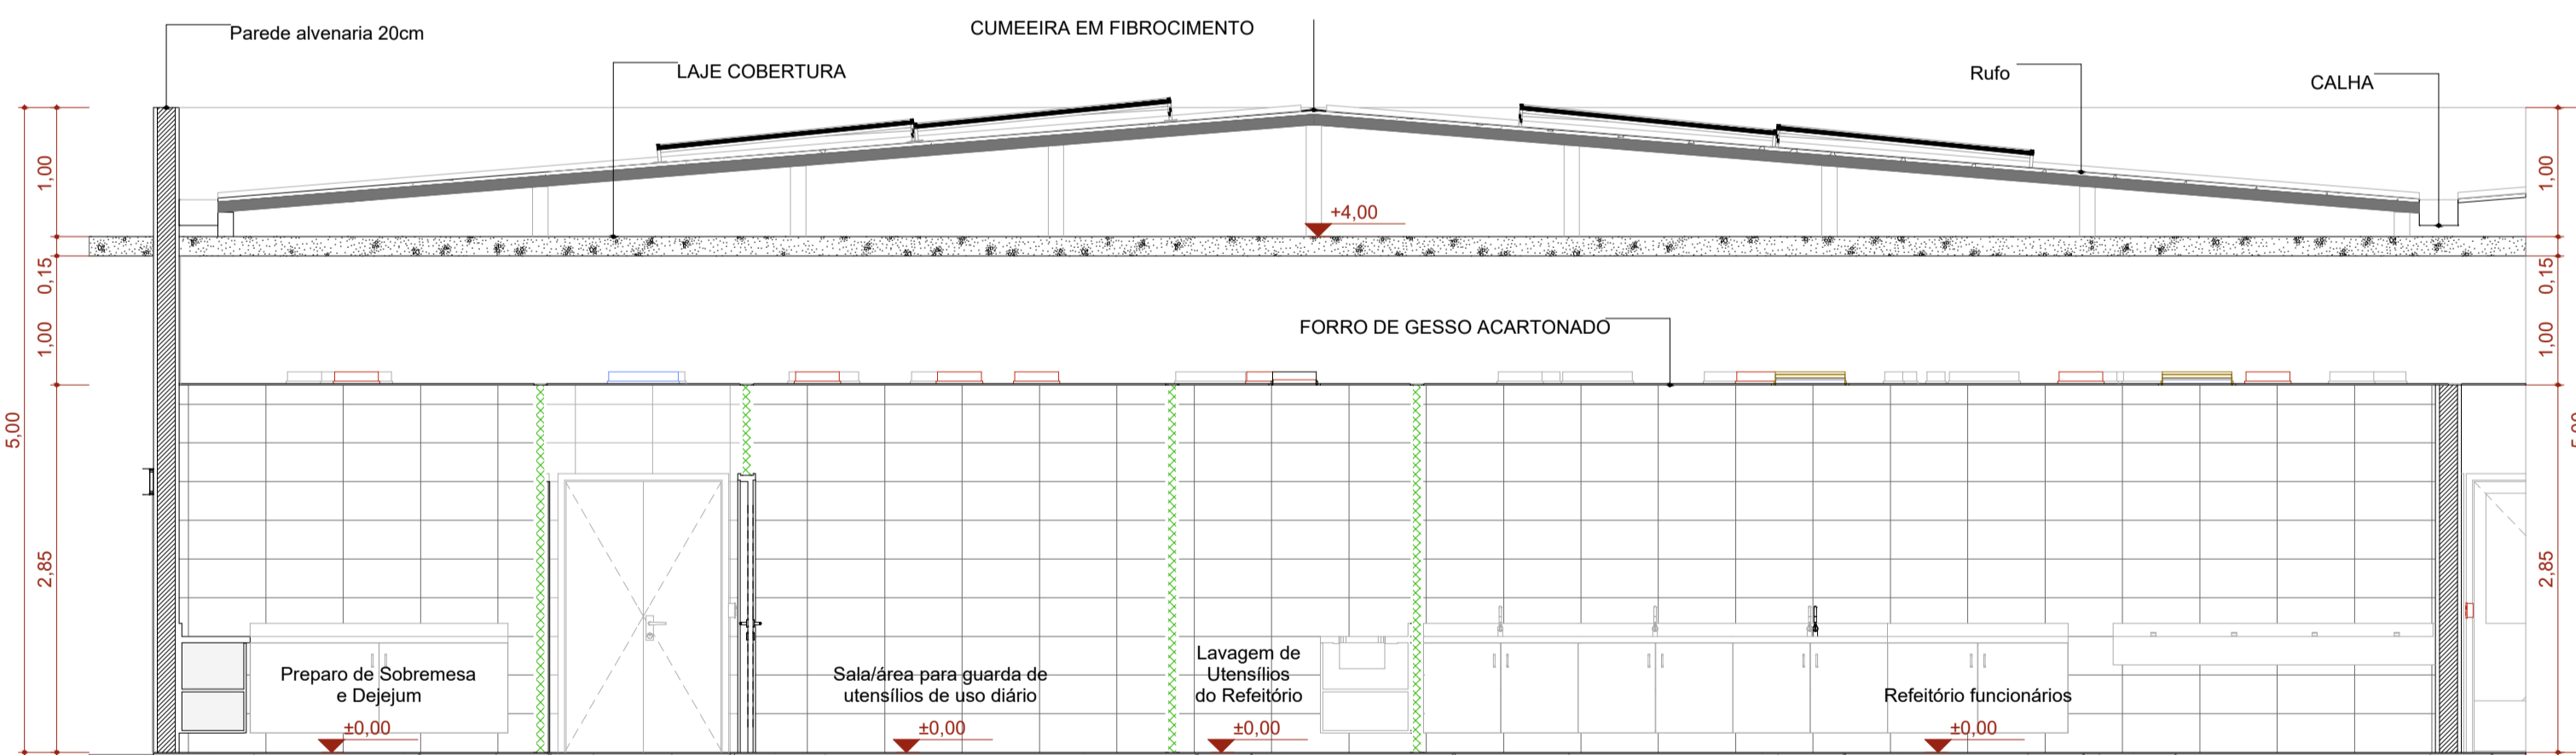 CUMEEIRA EM FIBROCIMENTO
Parede alvenaria 20cm
LAJE COBERTURA
Rufo
CALHA
1,00
1,00
+4,00
0,15
0,15
1,00
1,00
FORRO DE GESSO ACARTONADO
5,00
2,85
2,85
Preparo de Sobremesa
e Dejejum
±0,00
Sala/área para guarda de
utensílios de uso diário
±0,00
Lavagem de
Utensílios
do Refeitório
±0,00
Refeitório funcionários
±0,00